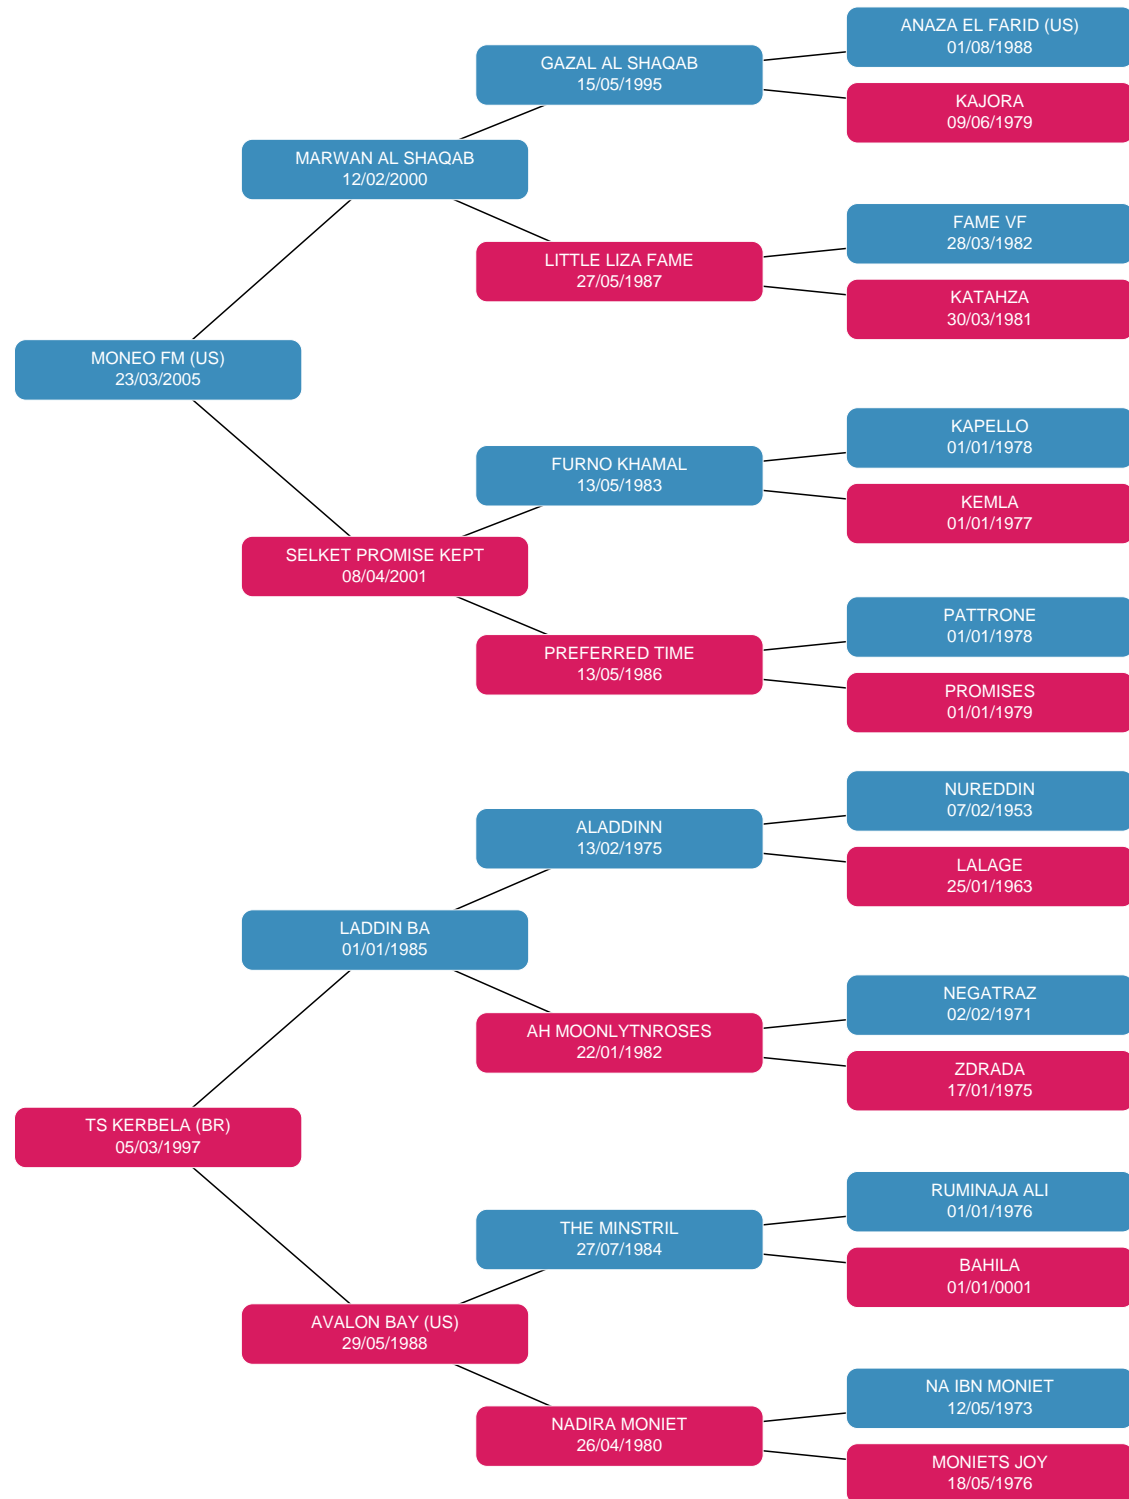 ANAZA EL FARID (US)
01/08/1988
GAZAL AL SHAQAB
15/05/1995
KAJORA
09/06/1979
MARWAN AL SHAQAB
12/02/2000
FAME VF
28/03/1982
LITTLE LIZA FAME
27/05/1987
KATAHZA
30/03/1981
MONEO FM (US)
23/03/2005
KAPELLO
01/01/1978
FURNO KHAMAL
13/05/1983
KEMLA
01/01/1977
SELKET PROMISE KEPT
08/04/2001
PATTRONE
01/01/1978
PREFERRED TIME
13/05/1986
PROMISES
01/01/1979
NUREDDIN
07/02/1953
ALADDINN
13/02/1975
LALAGE
25/01/1963
LADDIN BA
01/01/1985
NEGATRAZ
02/02/1971
AH MOONLYTNROSES
22/01/1982
ZDRADA
17/01/1975
TS KERBELA (BR)
05/03/1997
RUMINAJA ALI
01/01/1976
THE MINSTRIL
27/07/1984
BAHILA
01/01/0001
AVALON BAY (US)
29/05/1988
NA IBN MONIET
12/05/1973
NADIRA MONIET
26/04/1980
MONIETS JOY
18/05/1976